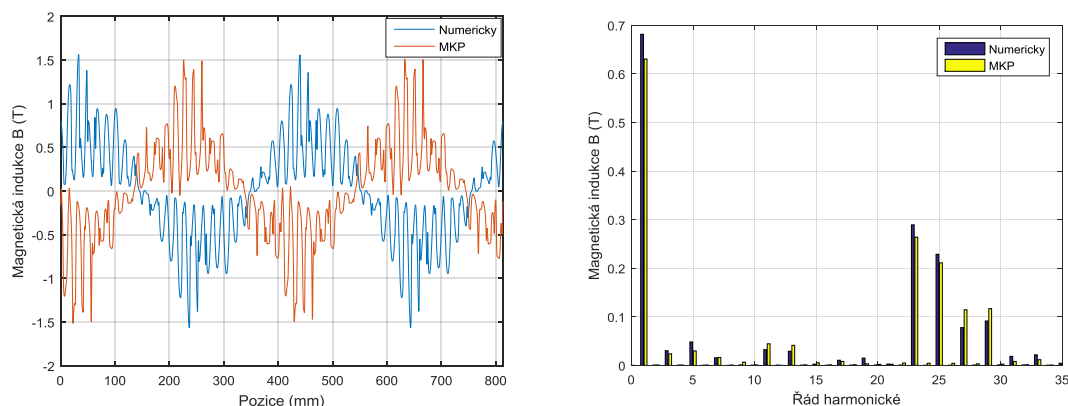 2
1.5
1
0.5
0
-0.5
-1
-1.5
-2
0 100 200 300 400 500 600 700 800
Magnetická indukce B (T)
Pozice (mm)
Numericky
MKP
0.7
0.6
0.5
0.4
0.3
0.2
0.1
0
0 5 10 15 20 25 30 35
Magnetická indukce B (T)
Řád harmonické
Numericky
MKP